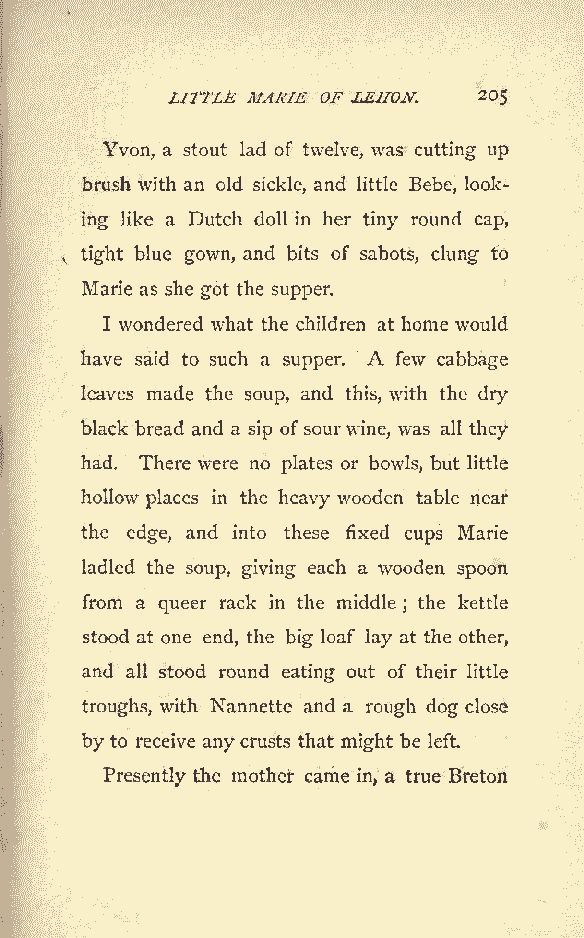 LITTLE MARIE OF LEHON. 205
Yvon, a stout lad of twelve, was cutting up
brush with an old sickle, and little Bebe, look-
ing like a Dutch doll in her tiny round cap,
tight blue gown, and bits of sabots, clung to
Marie as she got the supper.
I wondered what the children at home would
have said to such a supper. A few cabbage
leaves made the soup, and this, with the dry
black bread and a sip of sour wine, was all they
had. There were no plates or bowls, but little
hollow places in the heavy wooden table near
the edge, and into these fixed cups Marie
ladled the soup, giving each a wooden spoon
from a queer rack in the middle; the kettle
stood at one end, the big loaf lay at the other,
and all stood round eating out of their little
troughs, with Nannette and a rough dog close
by to receive any crusts that might be left.
Presently the mother came in, a true Breton